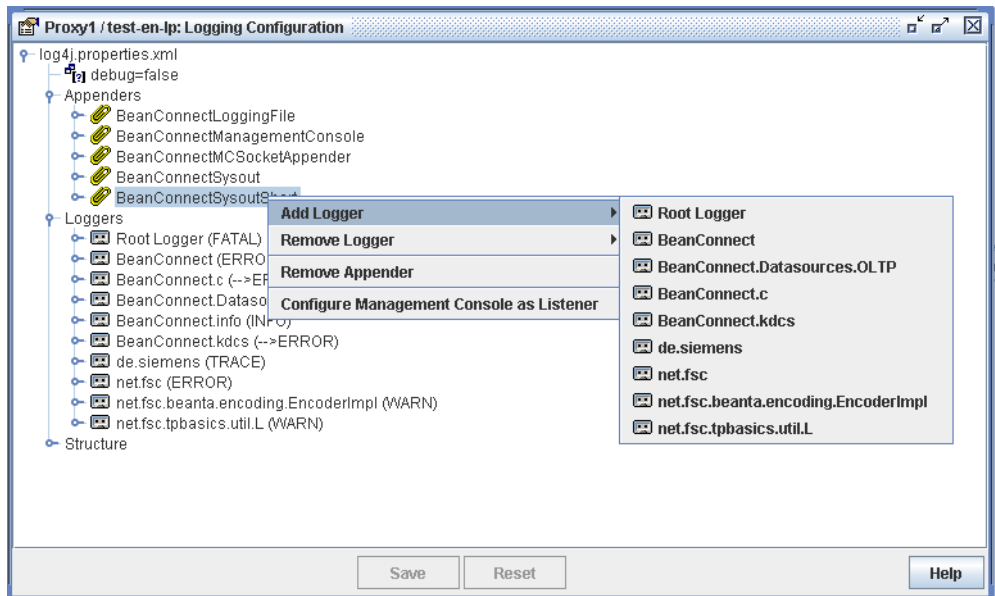 Proxy1 / test-en-lp: Logging Configuration
log4j.properties.xml
debug=false
Appenders
BeanConnectLoggingFile
BeanConnectManagementConsole
BeanConnectMCSocketAppender
BeanConnectSysout
BeanConnectSysoutShort
Loggers
Root Logger (FATAL)
BeanConnect (ERRO
BeanConnect.c (-->EF
BeanConnect.Dataso
BeanConnect.info (INFO)
BeanConnect.kdcs (-->ERROR)
de.siemens (TRACE)
net.fsc (ERROR)
net.fsc.beanta.encoding.EncoderImpl (WARN)
net.fsc.tpbasics.util.L (WARN)
Structure
Add Logger
Remove Logger
Remove Appender
Configure Management Console as Listener
Root Logger
BeanConnect
BeanConnect.Datasources.OLTP
BeanConnect.c
BeanConnect.kdcs
de.siemens
net.fsc
net.fsc.beanta.encoding.EncoderImpl
net.fsc.tpbasics.util.L
Save Reset Help